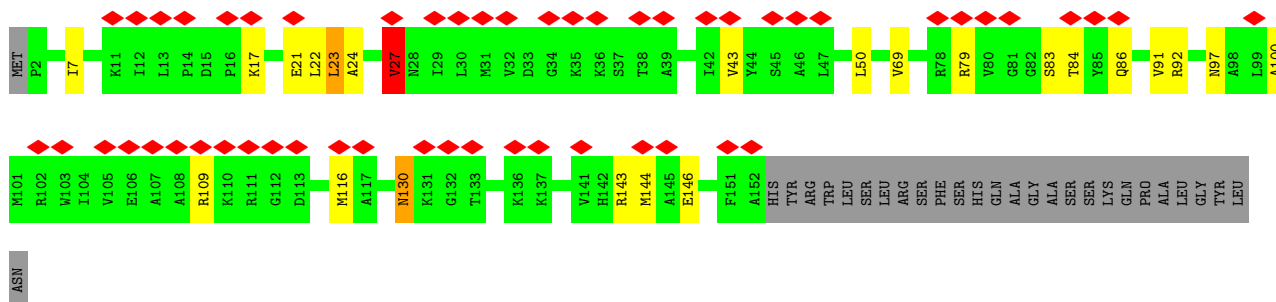 MET P2 I7 K11 I12 L13 P14 D15 P16 K17 E21 L22 L23 A24 V27 N28 I29 L30 M31 V32 D33 G34 K35 K36 S37 T38 A39 I42 V43 Y44 S45 A46 L47 L50 V69 R78 R79 V80 G81 G82 S83 T84 Y85 Q86 V91 R92 N97 A98 L99 A100
M101 R102 W103 I104 V105 E106 A107 A108 R109 K110 R111 G112 D113 M116 A117 N130 K131 G132 T133 K136 K137 V141 H142 R143 M144 A145 E146 F151 A152 HIS TYR ARG TRP LEU SER LEU ARG SER PHE SER HIS GLN ALA GLY ALA SER SER LYS GLN PRO ALA LEU GLY TYR LEU
ASN